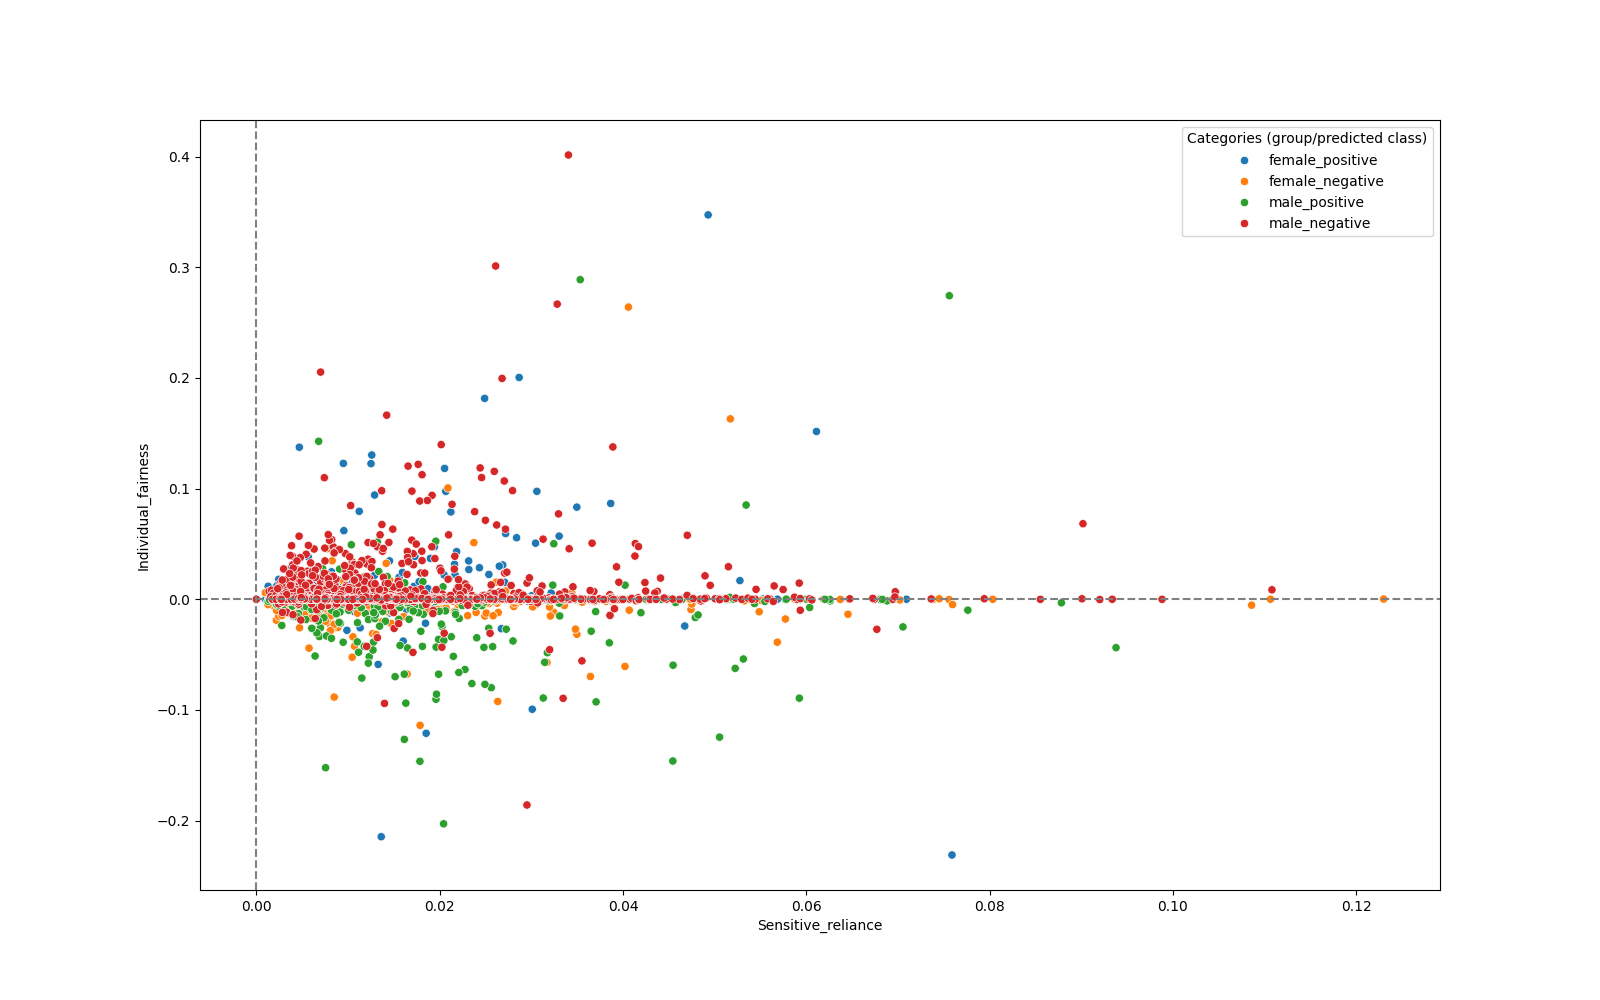 Categories (group/predicted class)
female_positive
female_negative
male_positive
male_negative
0.4
0.3
0.2
0.1
0.0
−0.1
−0.2
Individual_fairness
0.00 0.02 0.04 0.06 0.08 0.10 0.12
Sensitive_reliance